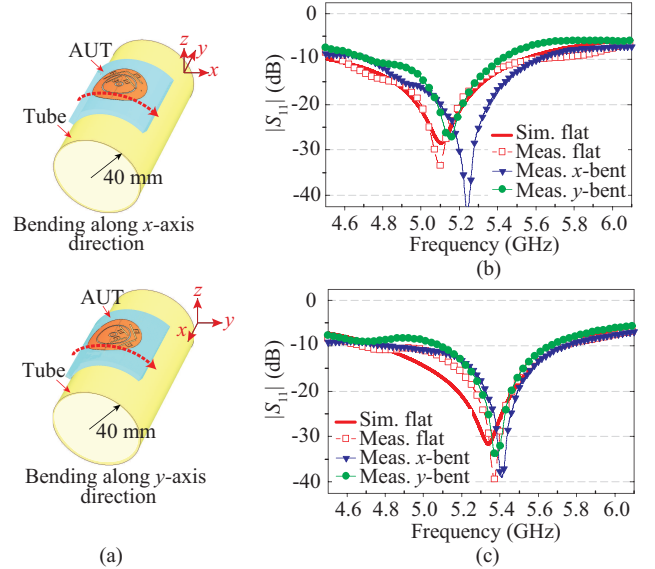 AUT
z
y
x
Tube
40 mm
Bending along x-axis
direction
AUT
z
y
x
Tube
40 mm
Bending along y-axis
direction
(a)
0
-10
-20
-30
-40
|S11| (dB)
Sim. flat
Meas. flat
Meas. x-bent
Meas. y-bent
4.6 4.8 5.0 5.2 5.4 5.6 5.8 6.0
Frequency (GHz)
(b)
0
-10
-20
-30
-40
|S11| (dB)
Sim. flat
Meas. flat
Meas. x-bent
Meas. y-bent
4.6 4.8 5.0 5.2 5.4 5.6 5.8 6.0
Frequency (GHz)
(c)